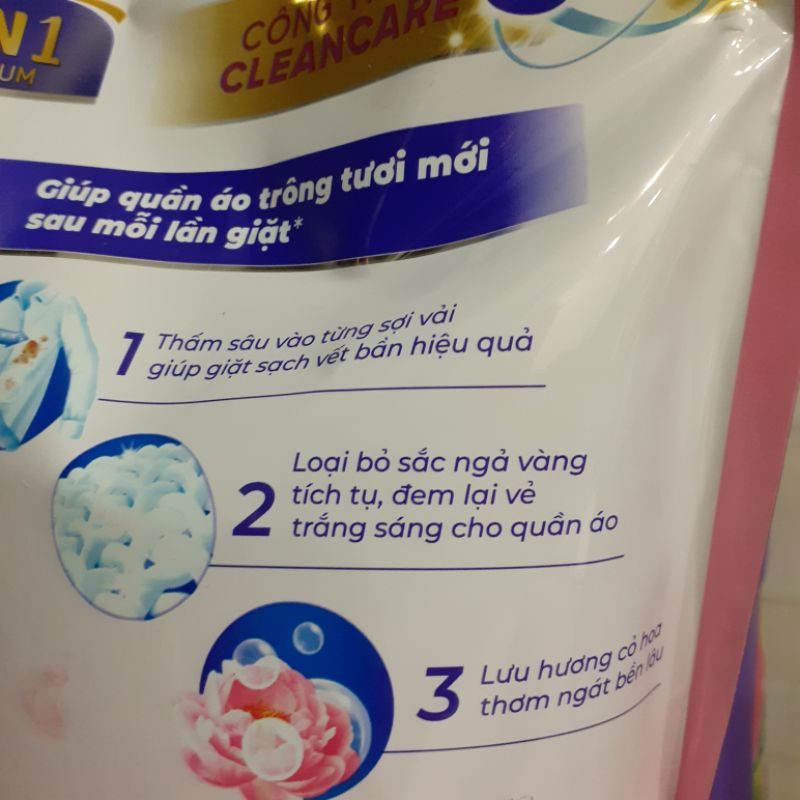 N1
UM
CÔNG
CLEANCARE
Giúp quần áo trông tươi mới
sau mỗi lần giặt*
1 Thấm sâu vào từng sợi vải
giúp giặt sạch vết bẩn hiệu quả
2 Loại bỏ sắc ngả vàng
tích tụ, đem lại vẻ
trắng sáng cho quần áo
3 Lưu hương cỏ hoa
thơm ngát bền lâu